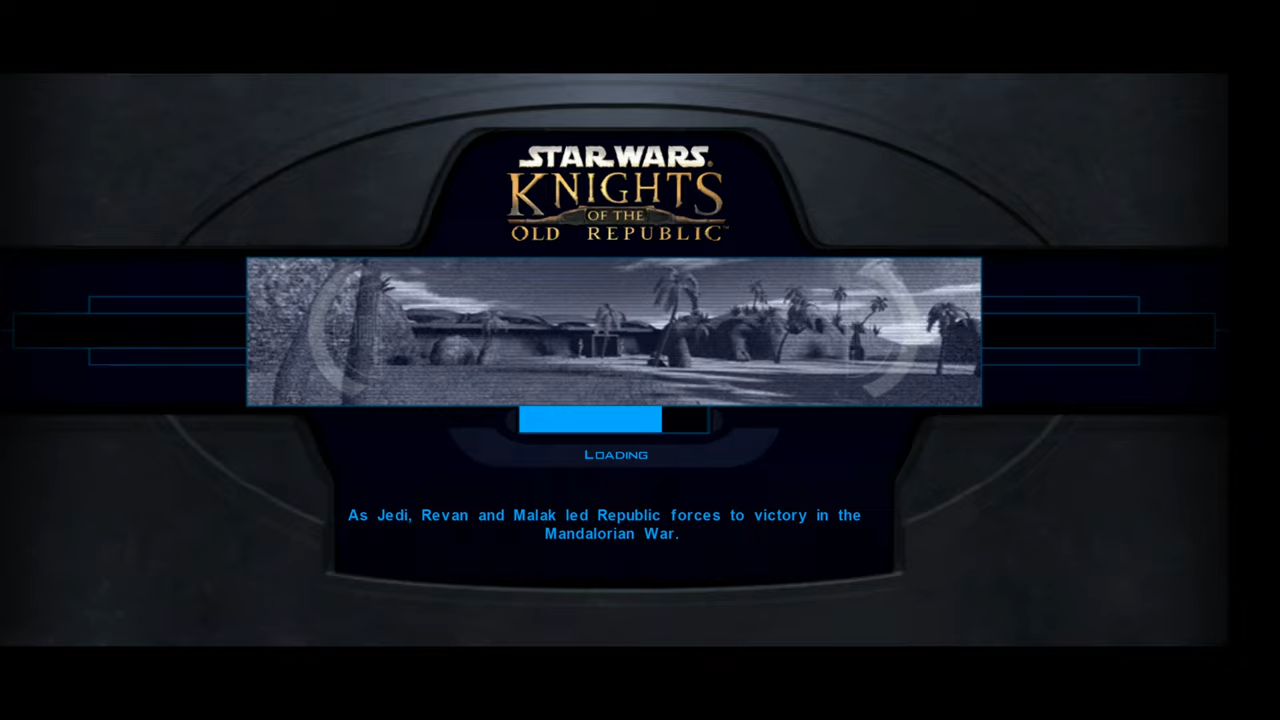 STAR WARS
KNIGHTS
OF THE
OLD REPUBLIC™
LOADING
As Jedi, Revan and Malak led Republic forces to victory in the
Mandalorian War.